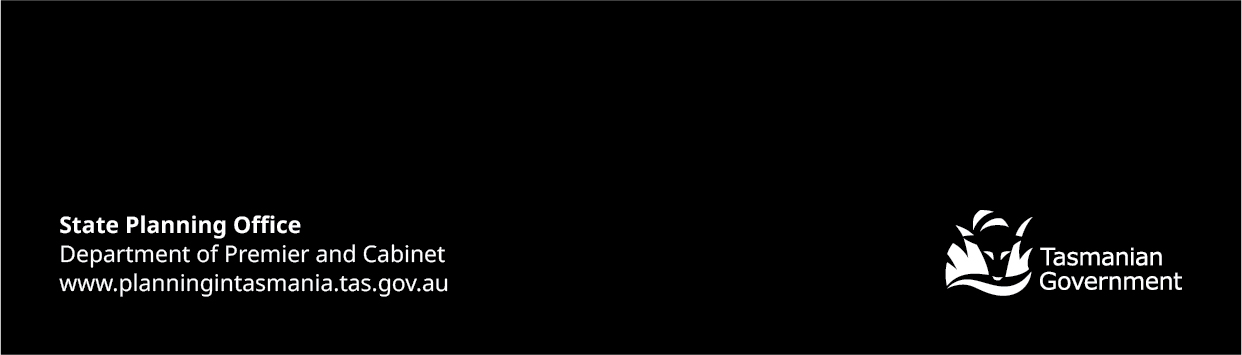 State Planning Office
Department of Premier and Cabinet
www.planningintasmania.tas.gov.au
Tasmanian
Government